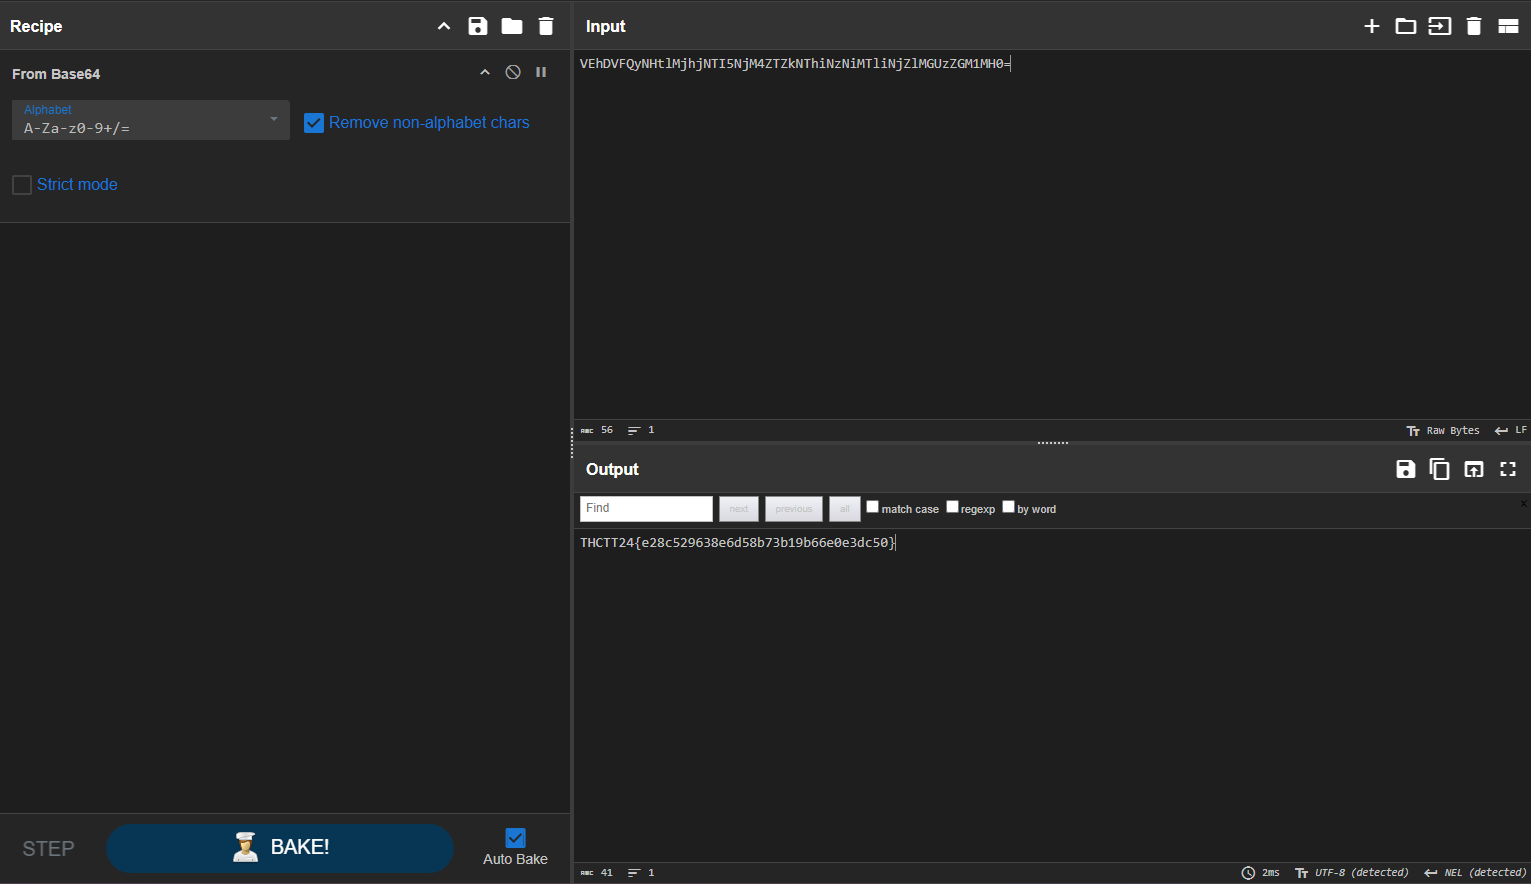 Recipe
From Base64
Alphabet
A-Za-z0-9+/=
Remove non-alphabet chars
Strict mode
STEP
BAKE!
Auto Bake
Input
VEhDVFQyNHtlMjhjNTI5NjM4ZTZkNThiNzNiMTliNjZlMGUzZGM1MH0=
ABC 56 1
Raw Bytes LF
Output
Find next previous all match case regexp by word ×
THCTT24{e28c529638e6d58b73b19b66e0e3dc50}
ABC 41 1
2ms UTF-8 (detected) NEL (detected)